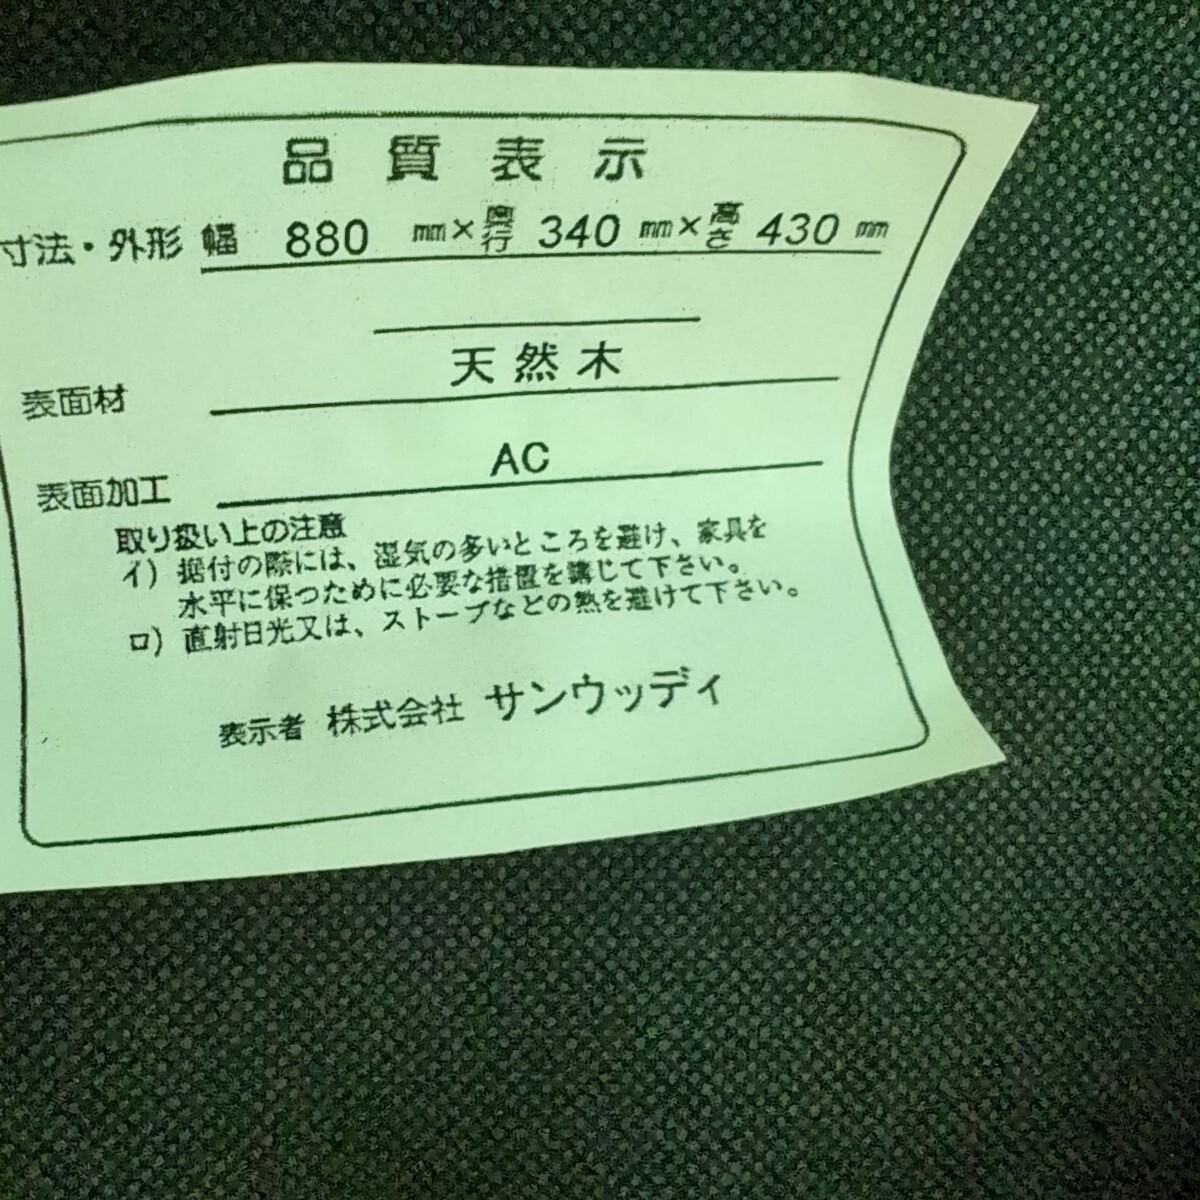 品質表示
寸法・外形 幅 880 mm×奥行 340 mm×高さ 430 mm
天然木
表面材
AC
表面加工
取り扱い上の注意
イ) 据付の際には、湿気の多いところを避け、家具を
水平に保つために必要な措置を講じて下さい。
ロ) 直射日光又は、ストーブなどの熱を避けて下さい。
表示者 株式会社 サンウッディ